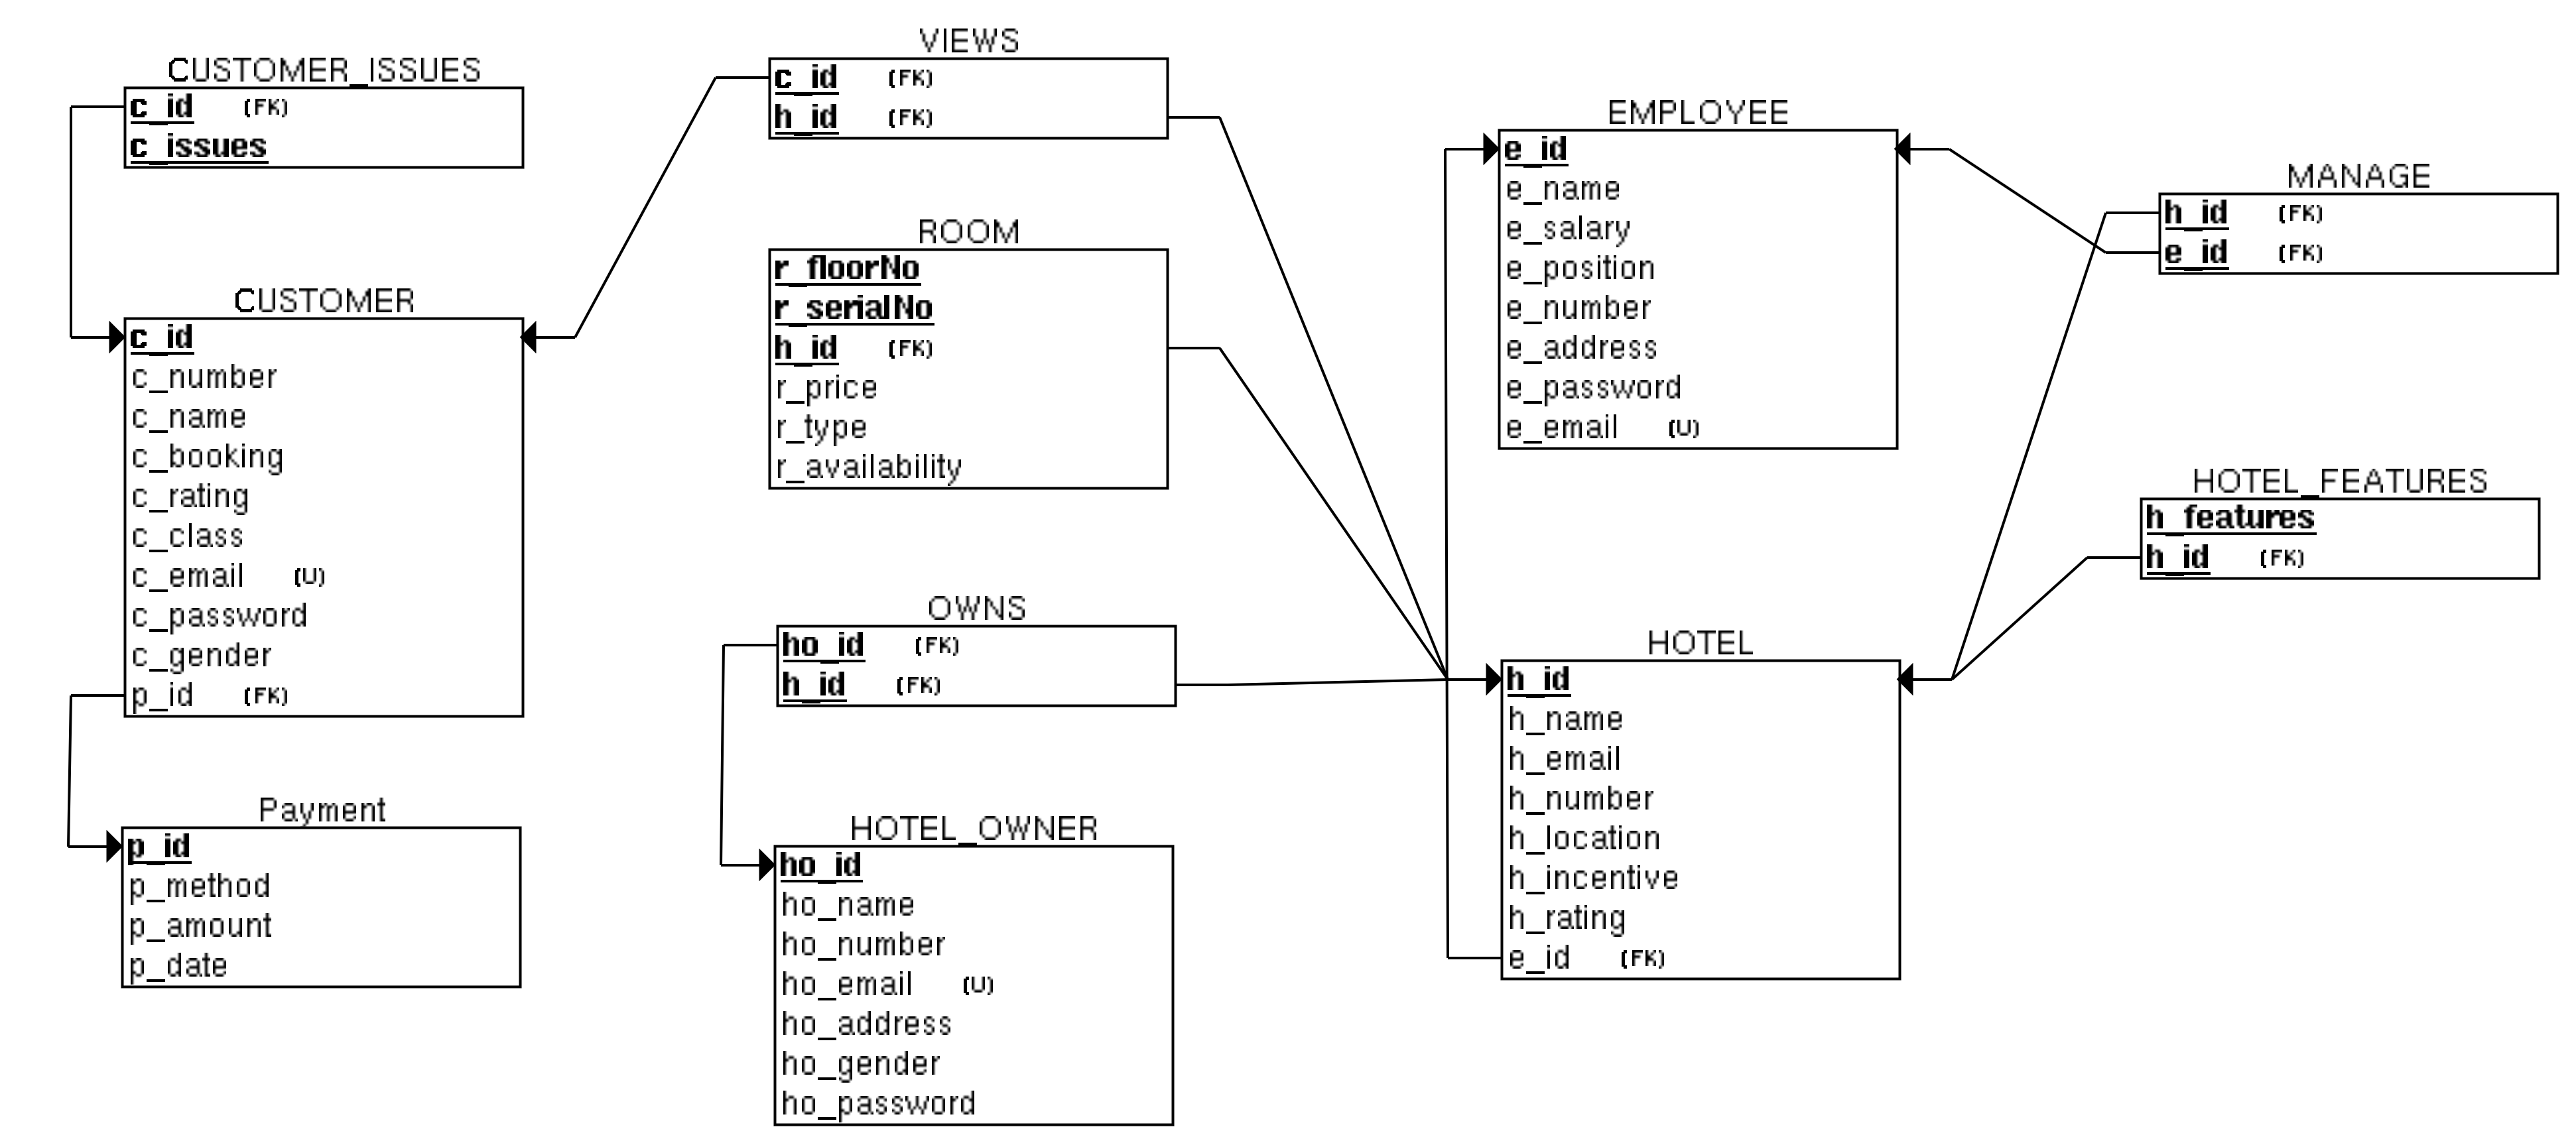 CUSTOMER_ISSUES
c_id (FK)
c_issues
CUSTOMER
c_id
c_number
c_name
c_booking
c_rating
c_class
c_email (U)
c_password
c_gender
p_id (FK)
Payment
p_id
p_method
p_amount
p_date
VIEWS
c_id (FK)
h_id (FK)
ROOM
r_floorNo
r_serialNo
h_id (FK)
r_price
r_type
r_availability
OWNS
ho_id (FK)
h_id (FK)
HOTEL_OWNER
ho_id
ho_name
ho_number
ho_email (U)
ho_address
ho_gender
ho_password
EMPLOYEE
e_id
e_name
e_salary
e_position
e_number
e_address
e_password
e_email (U)
HOTEL
h_id
h_name
h_email
h_number
h_location
h_incentive
h_rating
e_id (FK)
MANAGE
h_id (FK)
e_id (FK)
HOTEL_FEATURES
h_features
h_id (FK)